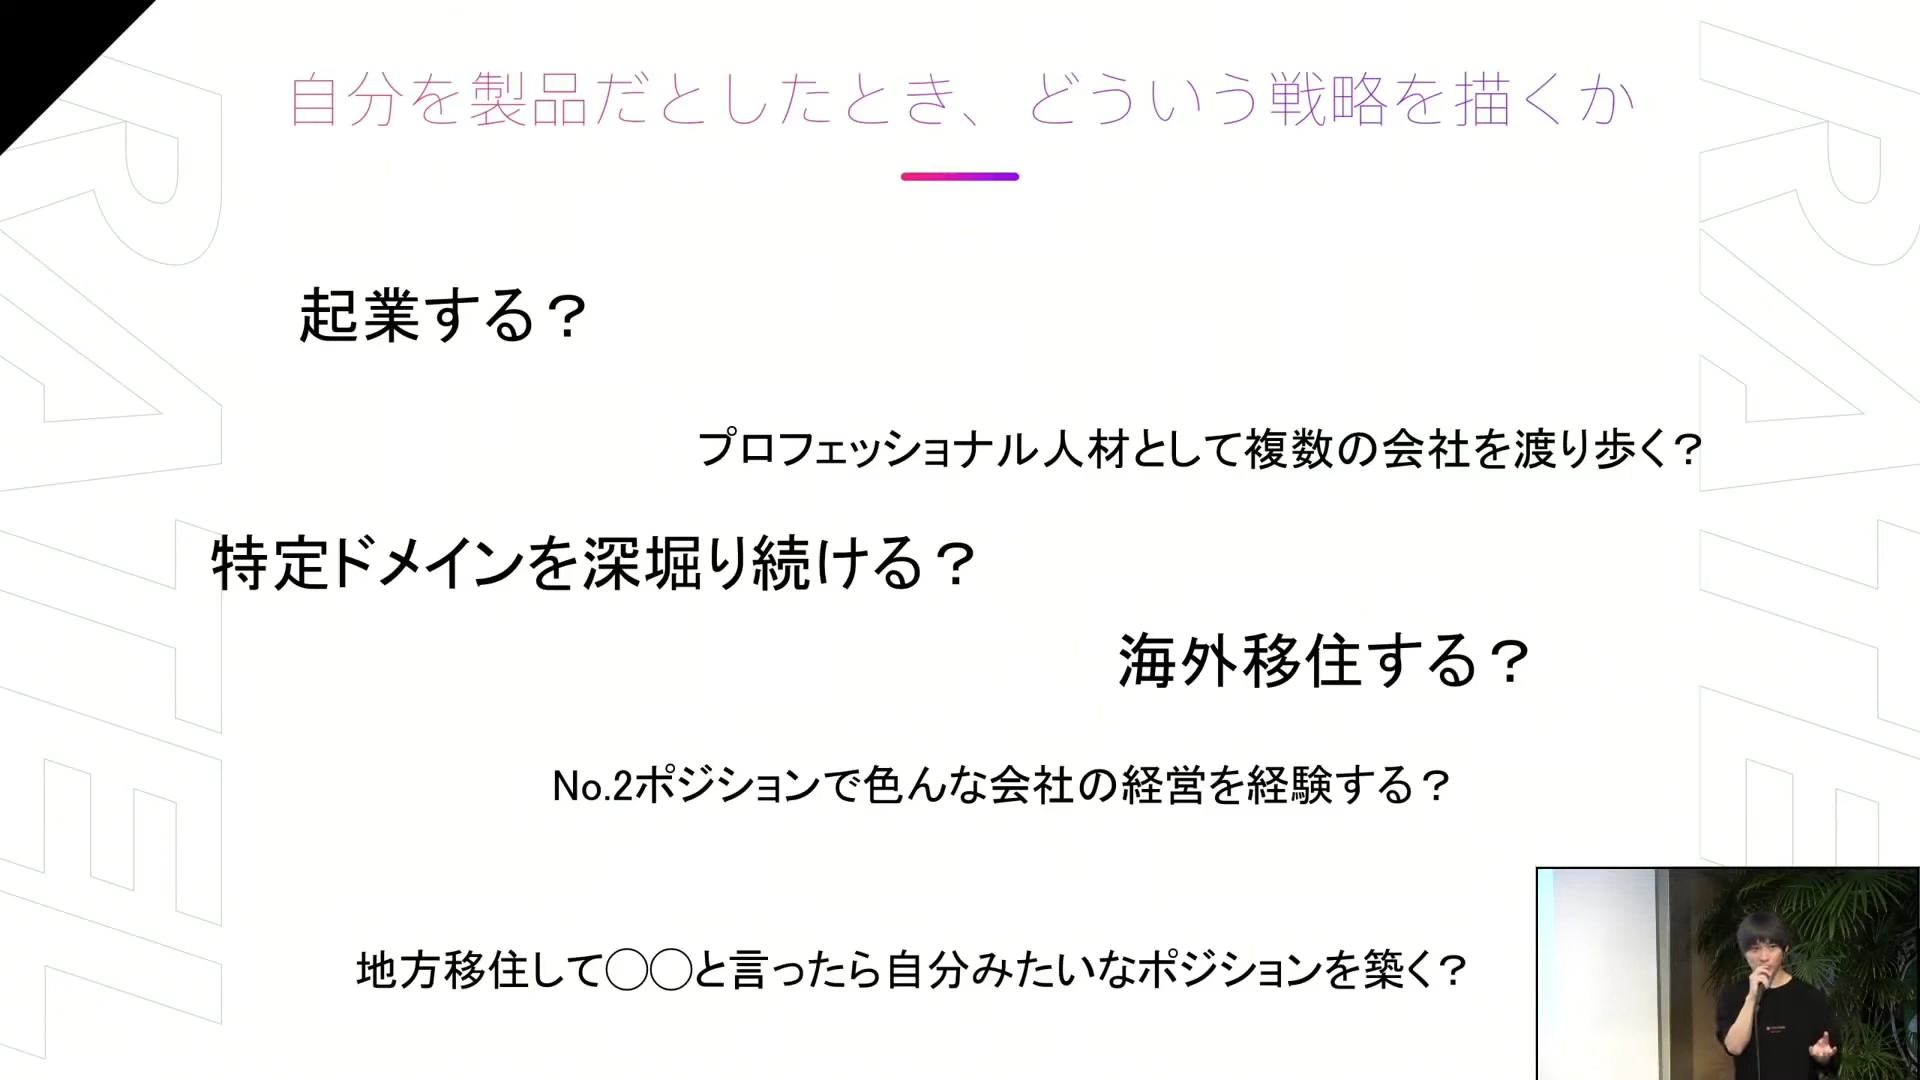 自分を製品だとしたとき、どういう戦略を描くか
起業する？
プロフェッショナル人材として複数の会社を渡り歩く?
特定ドメインを深堀り続ける？
海外移住する？
No.2ポジションで色んな会社の経営を経験する？
地方移住して◯◯と言ったら自分みたいなポジションを築く?